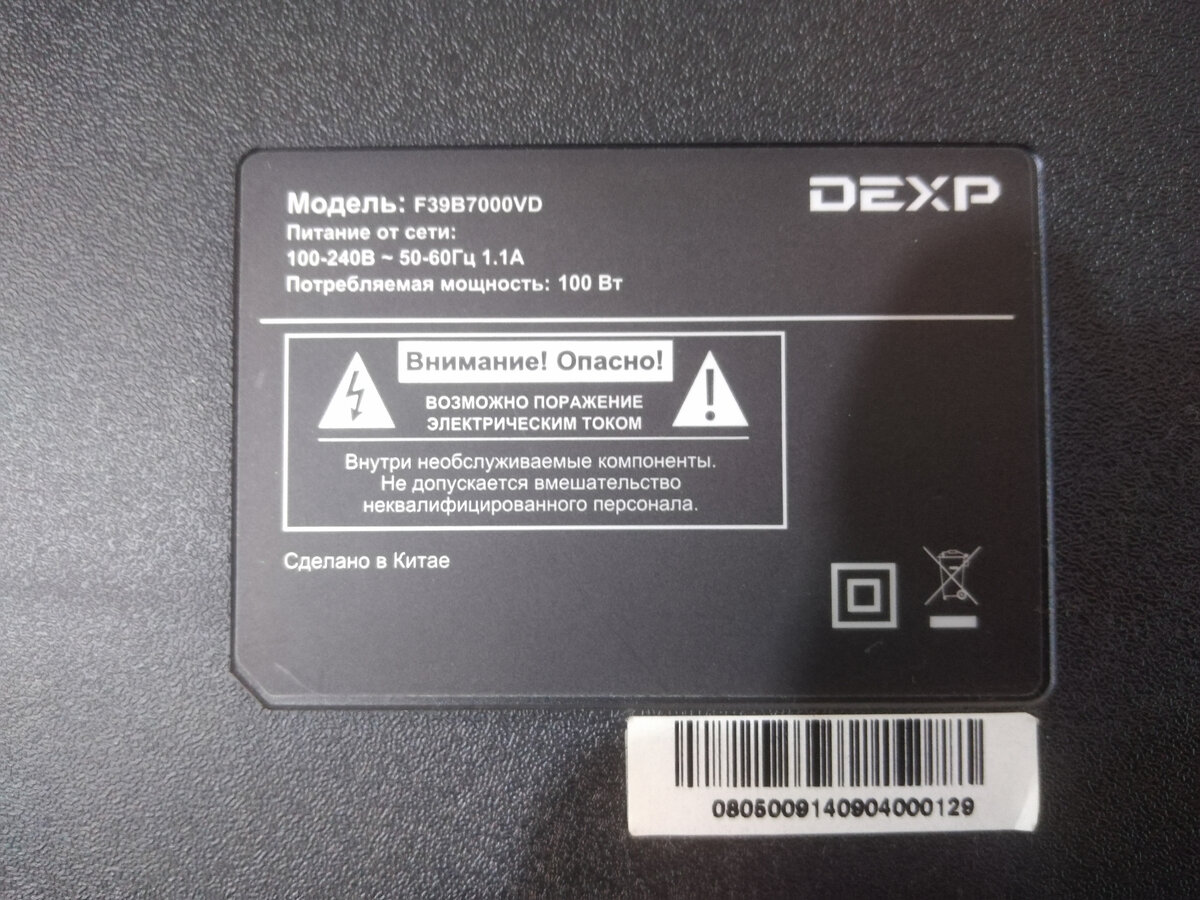 DEXP
Модель: F39B7000VD
Питание от сети:
100-240В ~ 50-60Гц 1.1А
Потребляемая мощность: 100 Вт
Внимание! Опасно!
ВОЗМОЖНО ПОРАЖЕНИЕ
ЭЛЕКТРИЧЕСКИМ ТОКОМ
Внутри необслуживаемые компоненты.
Не допускается вмешательство
неквалифицированного персонала.
Сделано в Китае
0805009140904000129